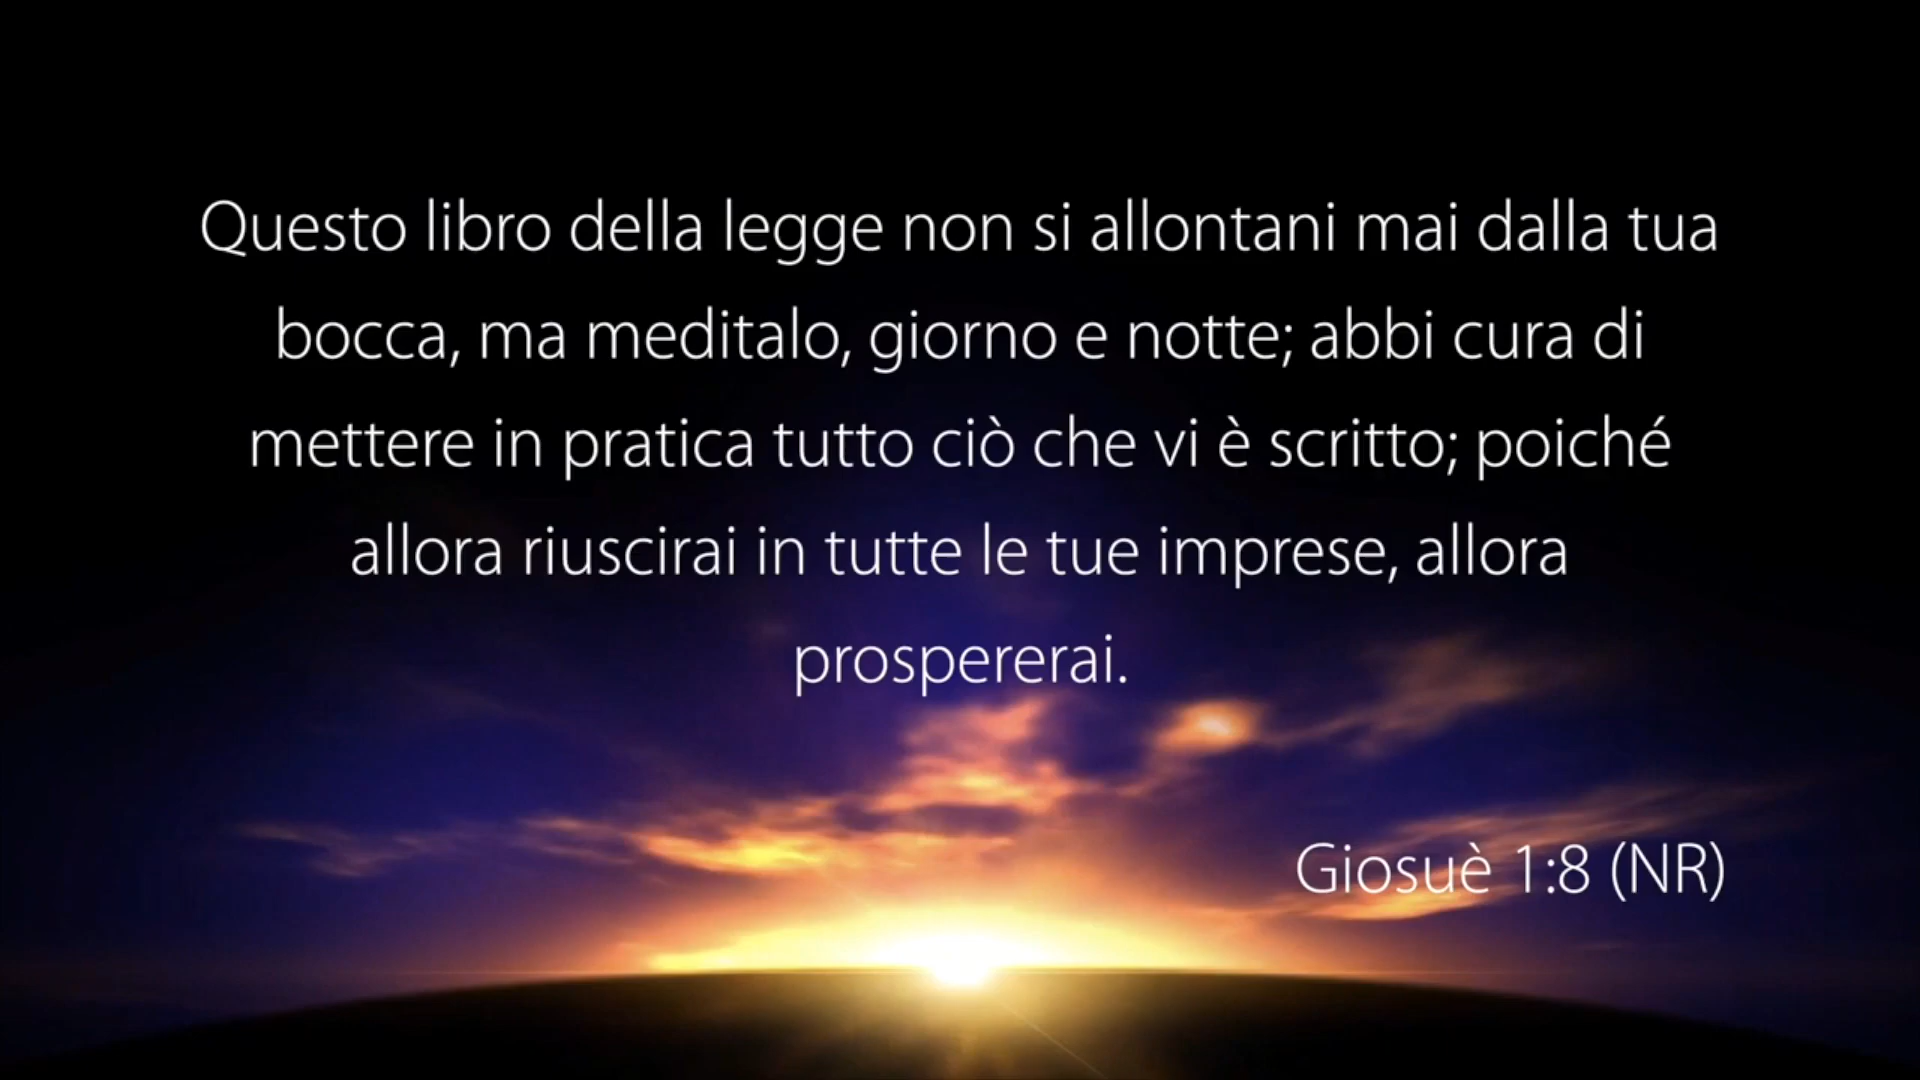 Questo libro della legge non si allontani mai dalla tua
bocca, ma meditalo, giorno e notte; abbi cura di
mettere in pratica tutto ciò che vi è scritto; poiché
allora riuscirai in tutte le tue imprese, allora
prospererai.
Giosuè 1:8 (NR)